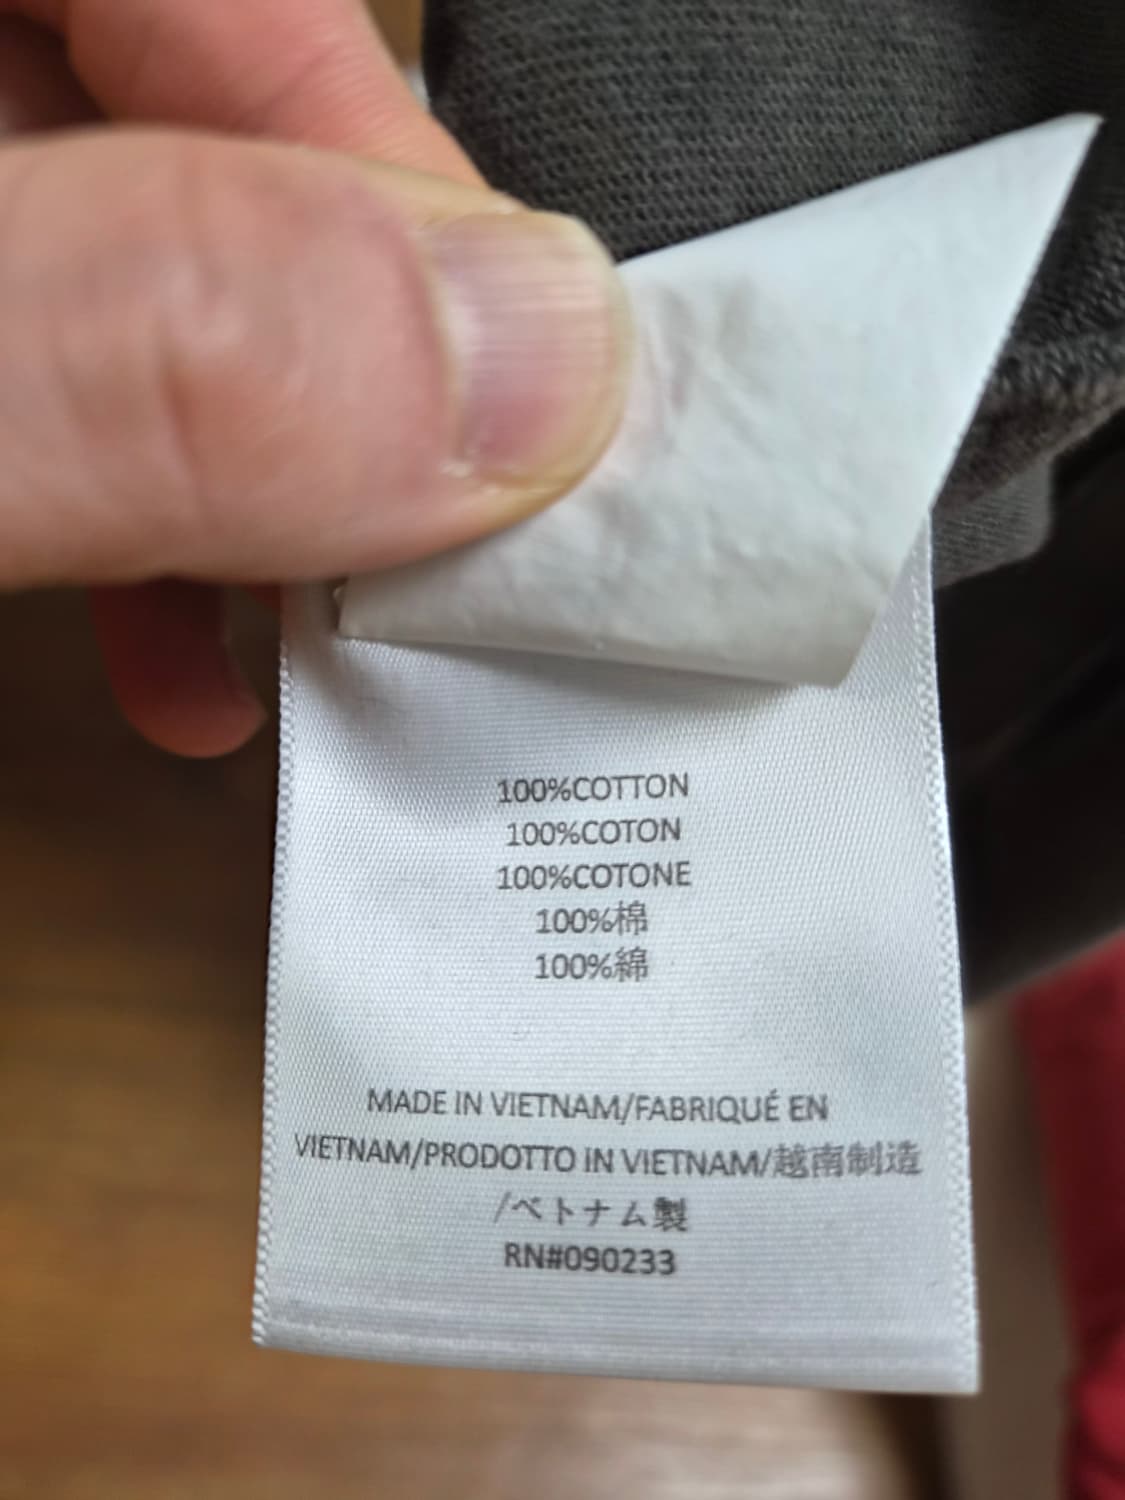 100%COTTON
100%COTON
100%COTONE
100%棉
100%綿
MADE IN VIETNAM/FABRIQUÉ EN
VIETNAM/PRODOTTO IN VIETNAM/越南制造
/ベトナム製
RN#090233